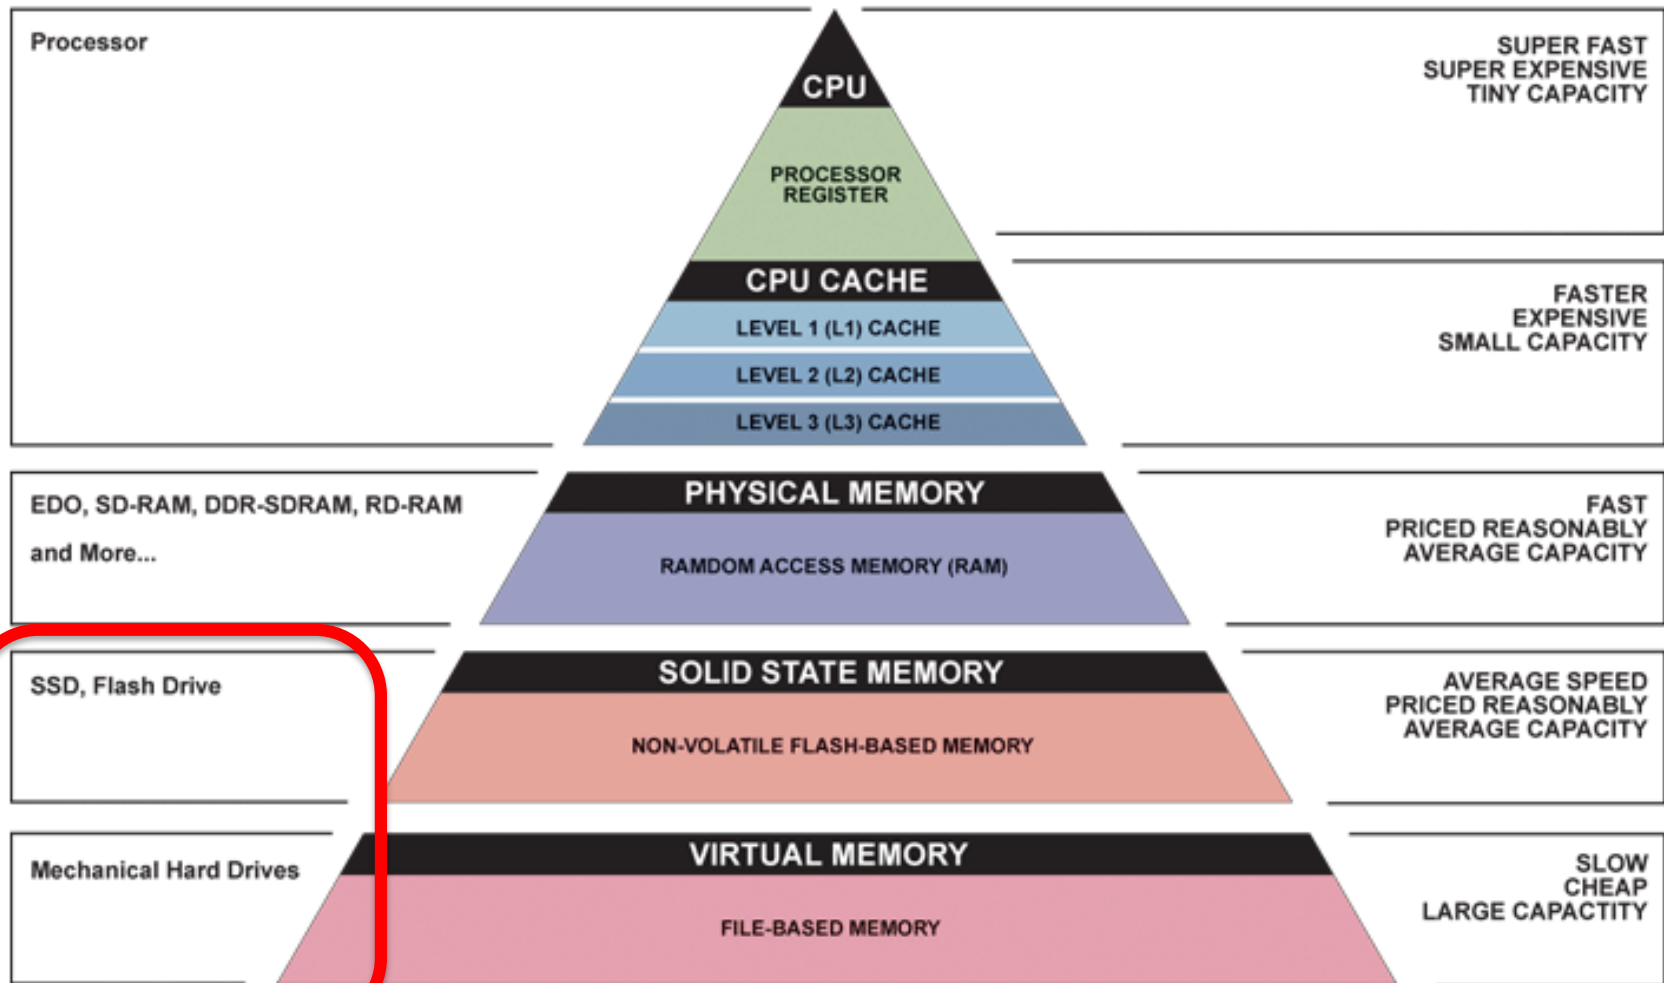 Processor
CPU
SUPER FAST
SUPER EXPENSIVE
TINY CAPACITY
PROCESSOR
REGISTER
CPU CACHE
LEVEL 1 (L1) CACHE
LEVEL 2 (L2) CACHE
LEVEL 3 (L3) CACHE
FASTER
EXPENSIVE
SMALL CAPACITY
EDO, SD-RAM, DDR-SDRAM, RD-RAM
and More...
PHYSICAL MEMORY
RAMDOM ACCESS MEMORY (RAM)
FAST
PRICED REASONABLY
AVERAGE CAPACITY
SSD, Flash Drive
SOLID STATE MEMORY
NON-VOLATILE FLASH-BASED MEMORY
AVERAGE SPEED
PRICED REASONABLY
AVERAGE CAPACITY
Mechanical Hard Drives
VIRTUAL MEMORY
FILE-BASED MEMORY
SLOW
CHEAP
LARGE CAPACTITY